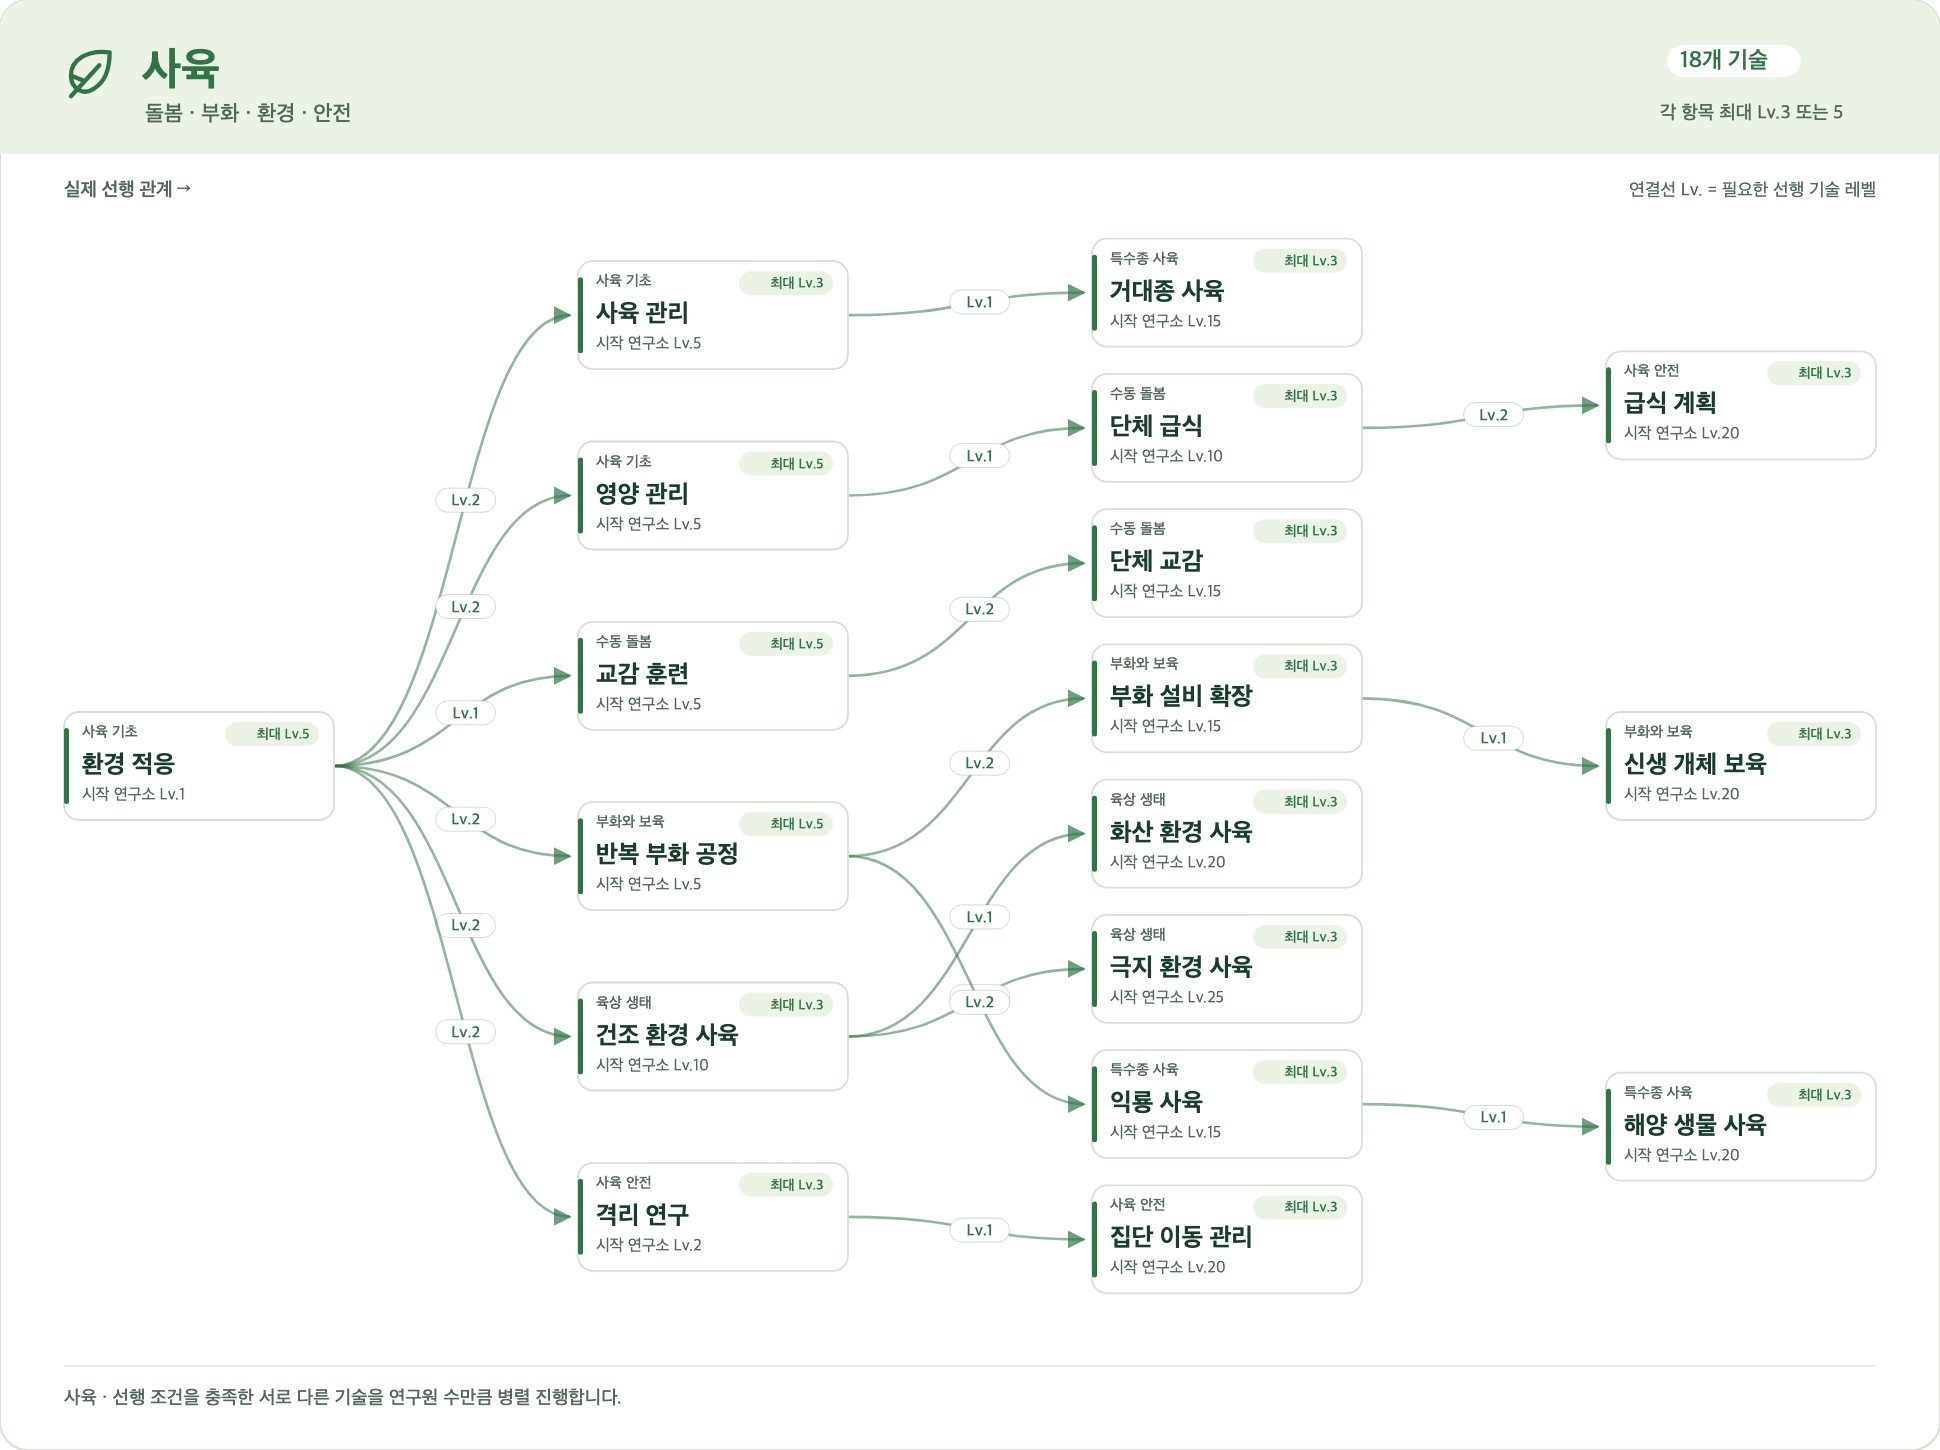 사육
돌봄 · 부화 · 환경 · 안전
18개 기술
각 항목 최대 Lv.3 또는 5
실제 선행 관계 →
연결선 Lv. = 필요한 선행 기술 레벨
사육 기초
최대 Lv.5
환경 적응
시작 연구소 Lv.1
Lv.2
Lv.2
Lv.1
Lv.2
Lv.2
Lv.2
사육 기초
최대 Lv.3
사육 관리
시작 연구소 Lv.5
사육 기초
최대 Lv.5
영양 관리
시작 연구소 Lv.5
수동 돌봄
최대 Lv.5
교감 훈련
시작 연구소 Lv.5
부화와 보육
최대 Lv.5
반복 부화 공정
시작 연구소 Lv.5
육상 생태
최대 Lv.3
건조 환경 사육
시작 연구소 Lv.10
사육 안전
최대 Lv.3
격리 연구
시작 연구소 Lv.2
Lv.1
Lv.1
Lv.2
Lv.2
Lv.1
Lv.2
Lv.1
특수종 사육
최대 Lv.3
거대종 사육
시작 연구소 Lv.15
수동 돌봄
최대 Lv.3
단체 급식
시작 연구소 Lv.10
수동 돌봄
최대 Lv.3
단체 교감
시작 연구소 Lv.15
부화와 보육
최대 Lv.3
부화 설비 확장
시작 연구소 Lv.15
육상 생태
최대 Lv.3
화산 환경 사육
시작 연구소 Lv.20
육상 생태
최대 Lv.3
극지 환경 사육
시작 연구소 Lv.25
특수종 사육
최대 Lv.3
익룡 사육
시작 연구소 Lv.15
사육 안전
최대 Lv.3
집단 이동 관리
시작 연구소 Lv.20
Lv.2
Lv.1
Lv.1
사육 안전
최대 Lv.3
급식 계획
시작 연구소 Lv.20
부화와 보육
최대 Lv.3
신생 개체 보육
시작 연구소 Lv.20
특수종 사육
최대 Lv.3
해양 생물 사육
시작 연구소 Lv.20
사육 · 선행 조건을 충족한 서로 다른 기술을 연구원 수만큼 병렬 진행합니다.